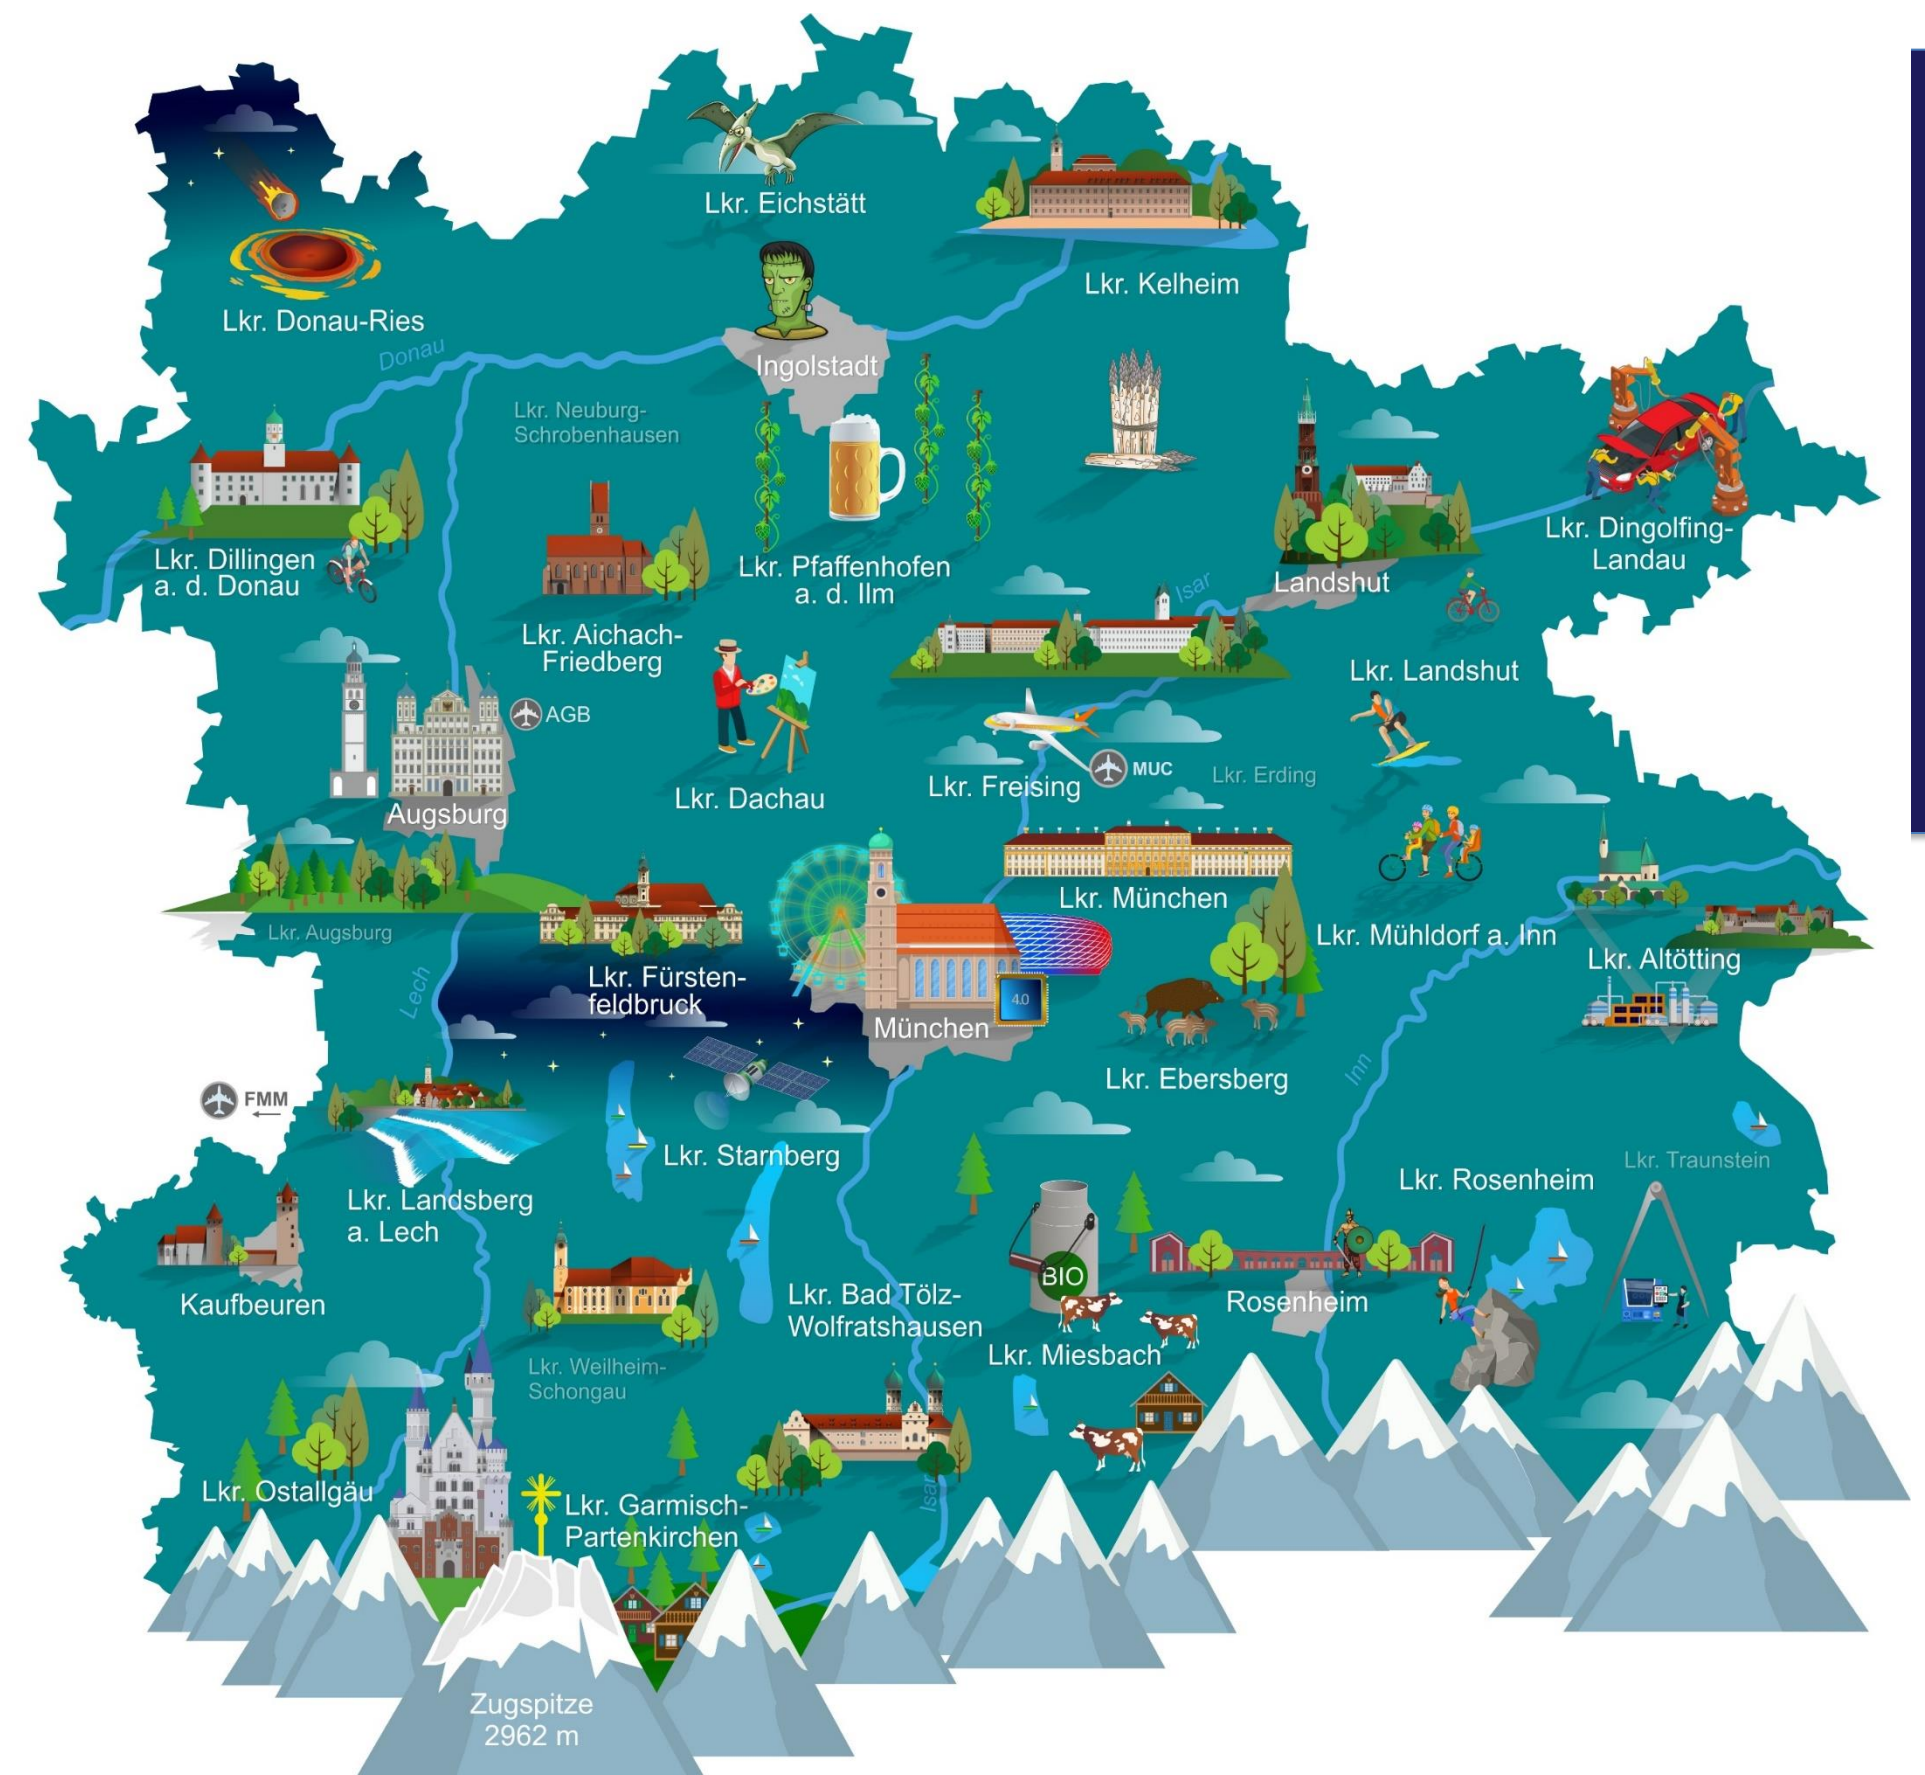 Lkr. Eichstätt
Lkr. Kelheim
Lkr. Donau-Ries
Donau
Ingolstadt
Lkr. Neuburg-
Schrobenhausen
Lkr. Dingolfing-
Landau
Lkr. Dillingen
a. d. Donau
Lkr. Pfaffenhofen
a. d. Ilm
Isar
Landshut
Lkr. Aichach-
Friedberg
Lkr. Landshut
AGB
Lkr. Freising
MUC
Lkr. Erding
Lkr. Dachau
Augsburg
Lkr. München
Lkr. Augsburg
Lkr. Mühldorf a. Inn
Lkr. Altötting
Lech
Lkr. Fürsten-
feldbruck
4.0
München
Inn
Lkr. Ebersberg
FMM
Lkr. Starnberg
Lkr. Traunstein
Lkr. Rosenheim
Lkr. Landsberg
a. Lech
BIO
Kaufbeuren
Lkr. Bad Tölz-
Wolfratshausen
Rosenheim
Lkr. Miesbach
Lkr. Weilheim-
Schongau
Lkr. Ostallgäu
Isar
Lkr. Garmisch-
Partenkirchen
Zugspitze
2962 m